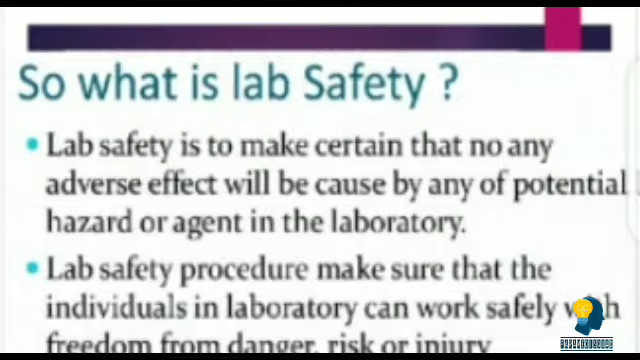 So what is lab Safety ?
• Lab safety is to make certain that no any
adverse effect will be cause by any of potential
hazard or agent in the laboratory.
• Lab safety procedure make sure that the
individuals in laboratory can work safely with
freedom from danger, risk or injury